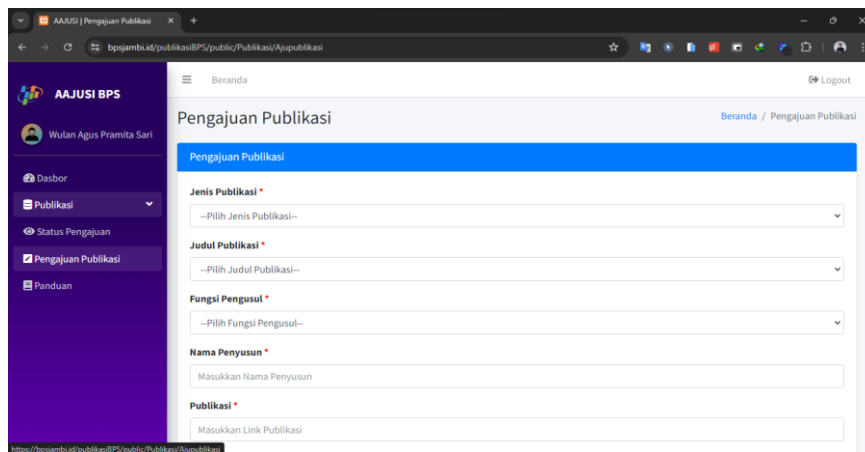 AAJUSI | Pengajuan Publikasi
bpsjambi.id/publikasiBPS/public/Publikasi/Ajupublikasi
AAJUSI BPS
Beranda
Logout
Wulan Agus Pramita Sari
Pengajuan Publikasi
Beranda / Pengajuan Publikasi
Dasbor
Publikasi
Status Pengajuan
Pengajuan Publikasi
Panduan
Pengajuan Publikasi
Jenis Publikasi *
--Pilih Jenis Publikasi--
Judul Publikasi *
--Pilih Judul Publikasi--
Fungsi Pengusul *
--Pilih Fungsi Pengusul--
Nama Penyusun *
Masukkan Nama Penyusun
Publikasi *
Masukkan Link Publikasi
https://bpsjambi.id/publikasiBPS/public/Publikasi/Ajupublikasi